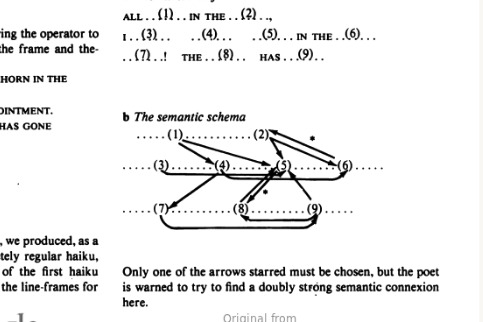 ing the operator to
the frame and the-
HORN IN THE
OINTMENT.
HAS GONE
, we produced, as a
tely regular haiku,
of the first haiku
the line-frames for
ALL . . (1) . . IN THE . . (2) . .,
I . . (3) . . . . (4) . . . . . (5) . . . IN THE . . (6) . . .
. . (7) . .! THE . . (8) . . HAS . . . (9) . .
b The semantic schema
. . . . . (1) . . . . . . . . . . . (2) *
. . . . . (3) . . . . . . . (4) . . . . . . . . (5) . . . . . . . . (6) . . . . .
*
. . . . . (7) . . . . . . . . . . . (8) . . . . . . . . . (9) . . . . .
Only one of the arrows starred must be chosen, but the poet
is warned to try to find a doubly strong semantic connexion
here.
Original from